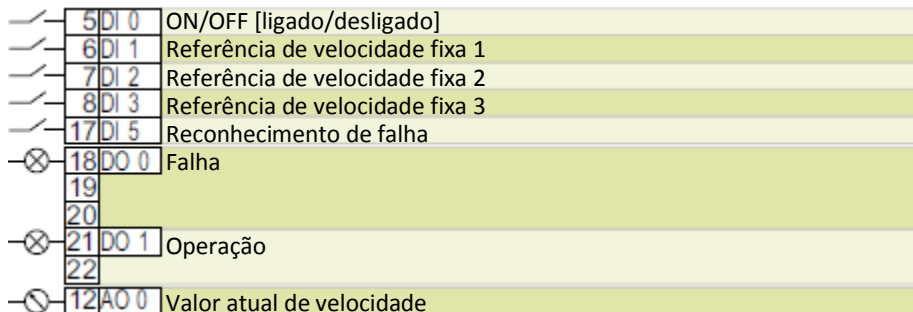 5 DI 0 ON/OFF [ligado/desligado]
6 DI 1 Referência de velocidade fixa 1
7 DI 2 Referência de velocidade fixa 2
8 DI 3 Referência de velocidade fixa 3
17 DI 5 Reconhecimento de falha
18 DO 0 Falha
19
20
21 DO 1 Operação
22
12 AO 0 Valor atual de velocidade